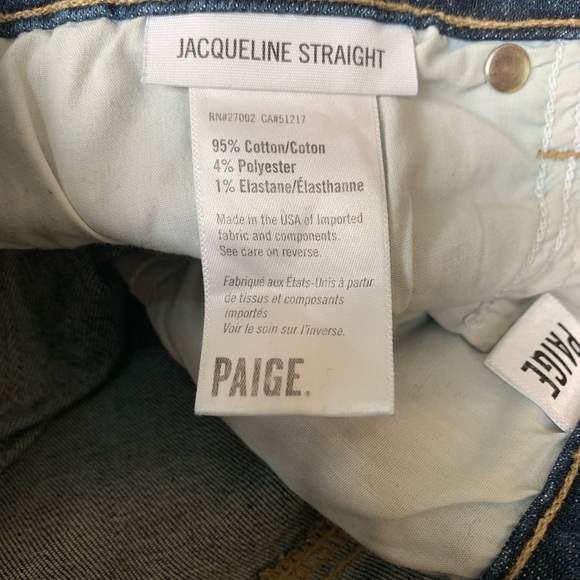 JACQUELINE STRAIGHT
RN#27002 CA#51217
95% Cotton/Coton
4% Polyester
1% Elastane/Élasthanne
Made in the USA of imported
fabric and components.
See care on reverse.
Fabriqué aux États-Unis à partir
de tissus et composants
importés
Voir le soin sur l'inverse.
PAIGE.
PAIGE